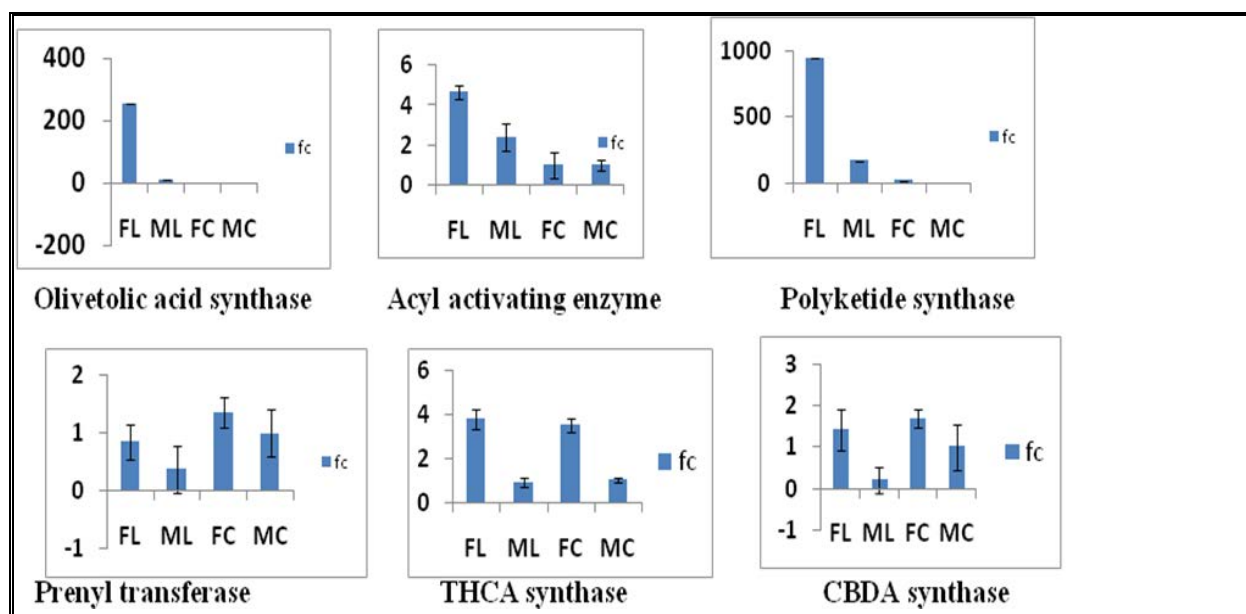 400
200
0
-200
FL ML FC MC
fc
Olivetolic acid synthase
6
4
2
0
FL ML FC MC
fc
Acyl activating enzyme
1000
500
0
FL ML FC MC
fc
Polyketide synthase
2
1
0
-1
FL ML FC MC
fc
Prenyl transferase
6
4
2
0
FL ML FC MC
fc
THCA synthase
3
2
1
0
-1
FL ML FC MC
fc
CBDA synthase